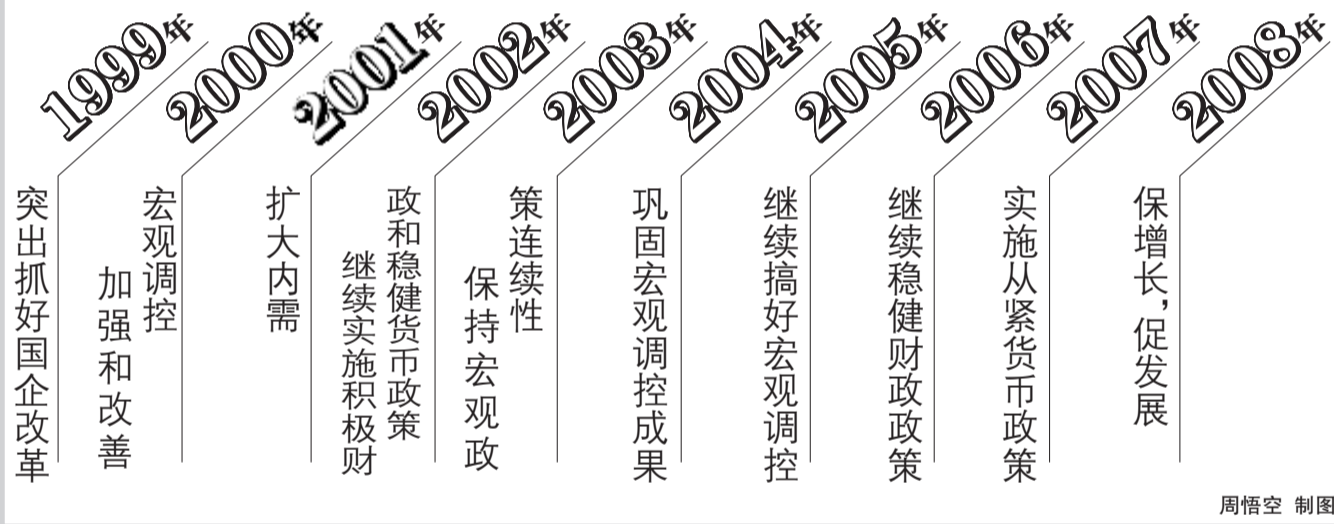 1999年
2000年
2001年
2002年
2003年
2004年
2005年
2006年
2007年
2008年
突出抓好国企改革
加强和改善
宏观调控
扩大内需
继续实施积极财
政和稳健货币政策
保持宏观政
策连续性
巩固宏观调控成果
继续搞好宏观调控
继续稳健财政政策
实施从紧货币政策
保增长,促发展
周悟空 制图